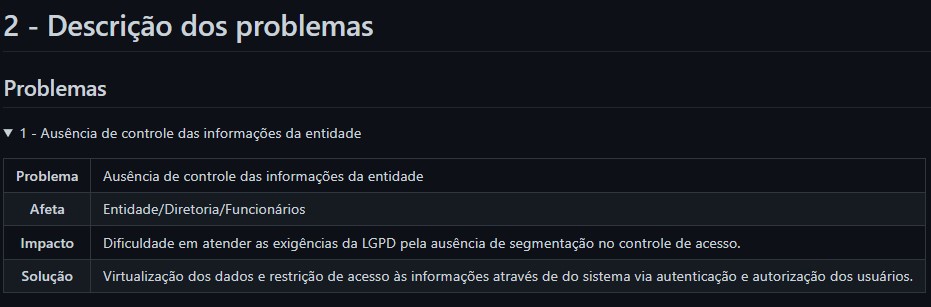 2 - Descrição dos problemas
Problemas
▼ 1 - Ausência de controle das informações da entidade
Problema Ausência de controle das informações da entidade
Afeta Entidade/Diretoria/Funcionários
Impacto Dificuldade em atender as exigências da LGPD pela ausência de segmentação no controle de acesso.
Solução Virtualização dos dados e restrição de acesso às informações através de do sistema via autenticação e autorização dos usuários.